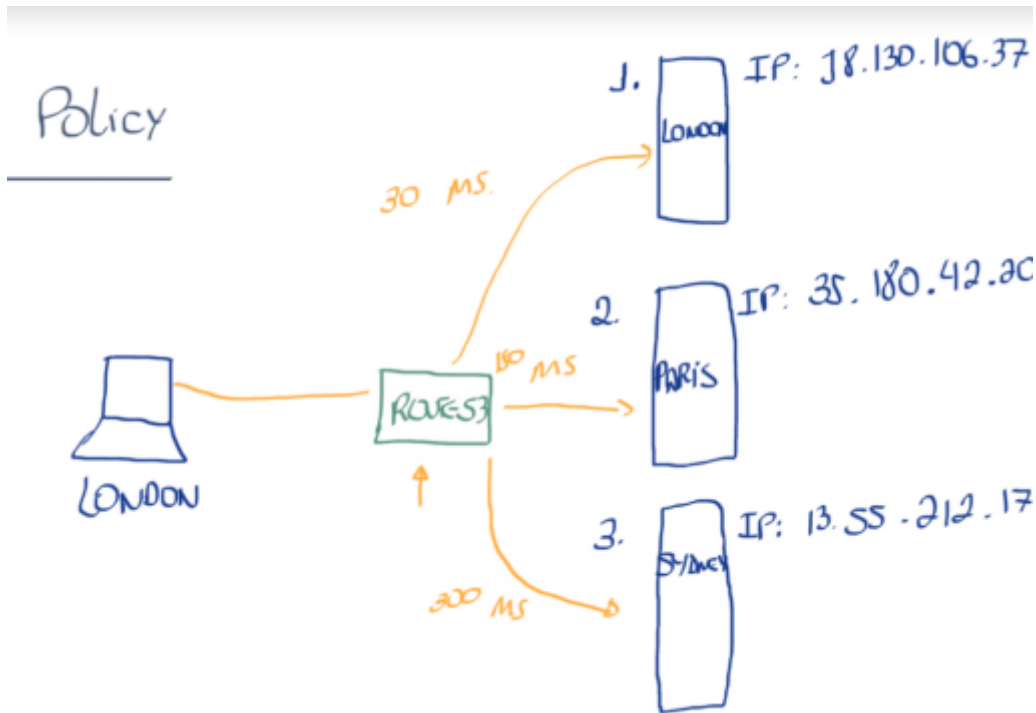 Policy
1.
IP: 18.130.106.37
LONDON
30 MS.
2.
IP: 35.180.42.20
PARIS
MS
ROUTE53
LONDON
3.
IP: 13.55.212.17
SYDNEY
300 MS